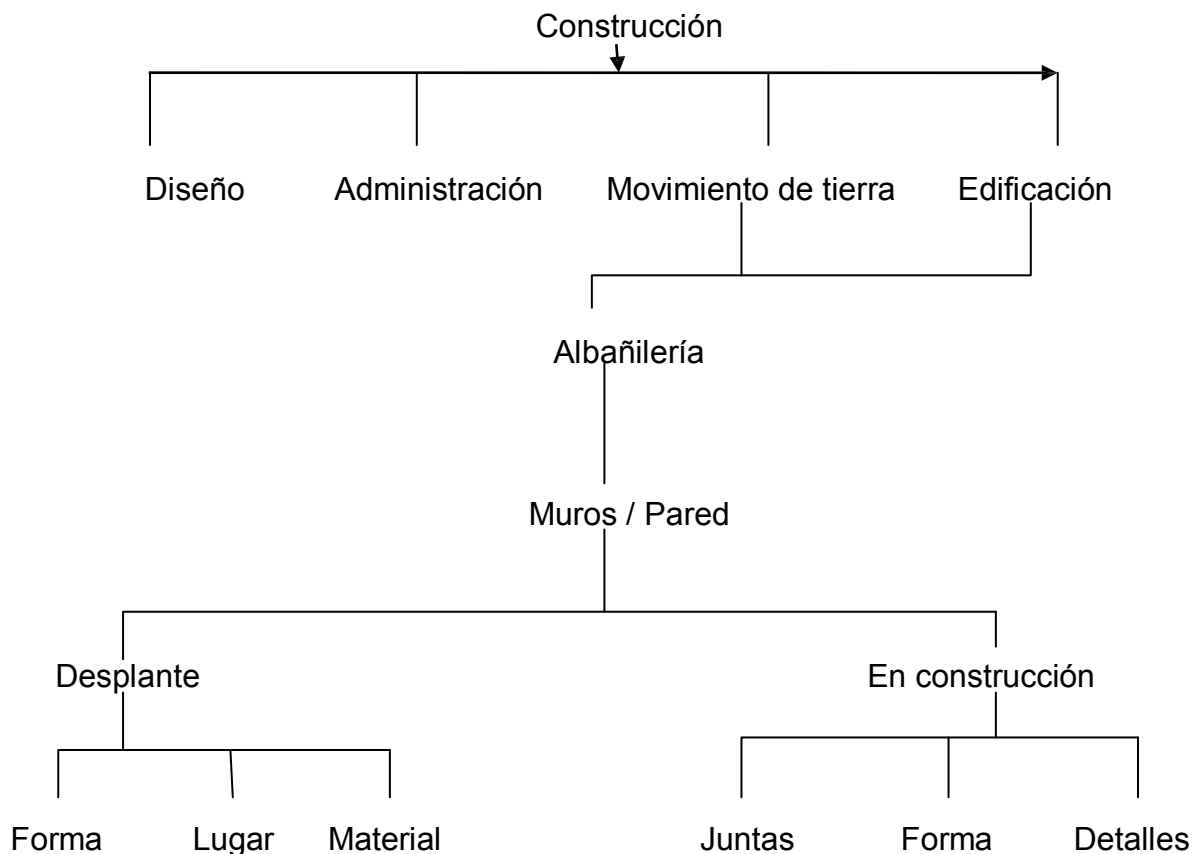 Construcción
Diseño Administración Movimiento de tierra Edificación
Albañilería
Muros / Pared
Desplante En construcción
Forma Lugar Material Juntas Forma Detalles